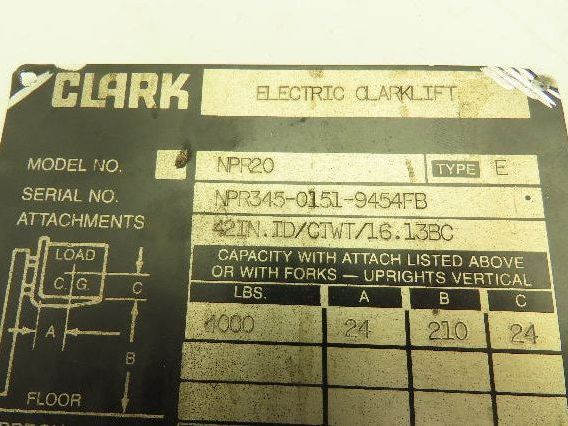 CLARK ELECTRIC CLARKLIFT
MODEL NO. NPR20 TYPE E
SERIAL NO. NPR345-0151-9454FB
ATTACHMENTS 42IN.ID/CTWT/16.13BC
CAPACITY WITH ATTACH LISTED ABOVE
OR WITH FORKS — UPRIGHTS VERTICAL
LBS. A B C
4000 24 210 24
LOAD
C. G.
C
A
B
FLOOR